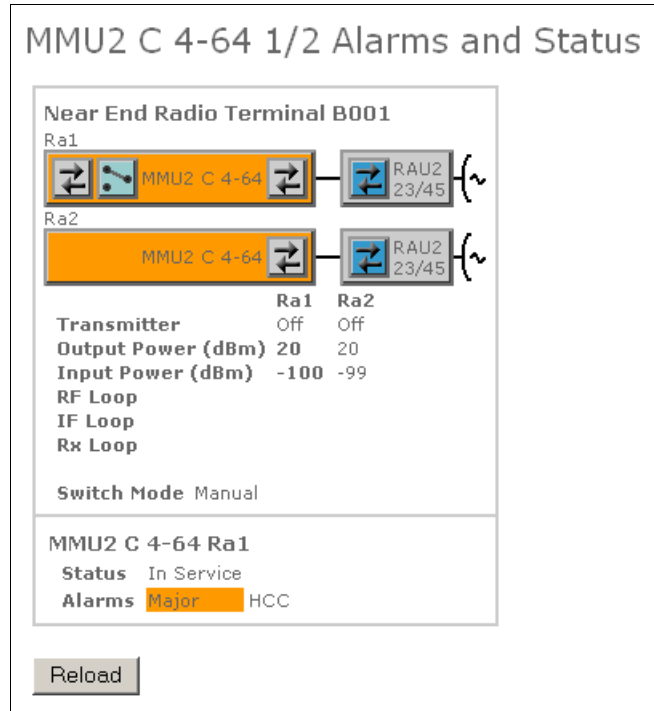 MMU2 C 4-64 1/2 Alarms and Status
Near End Radio Terminal B001
Ra1
MMU2 C 4-64
RAU2
23/45
Ra2
MMU2 C 4-64
RAU2
23/45
Ra1 Ra2
Transmitter Off Off
Output Power (dBm) 20 20
Input Power (dBm) -100 -99
RF Loop
IF Loop
Rx Loop
Switch Mode Manual
MMU2 C 4-64 Ra1
Status In Service
Alarms Major HCC
Reload